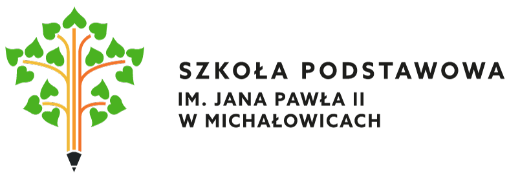 SZKOŁA PODSTAWOWA
IM. JANA PAWŁA II
W MICHAŁOWICACH